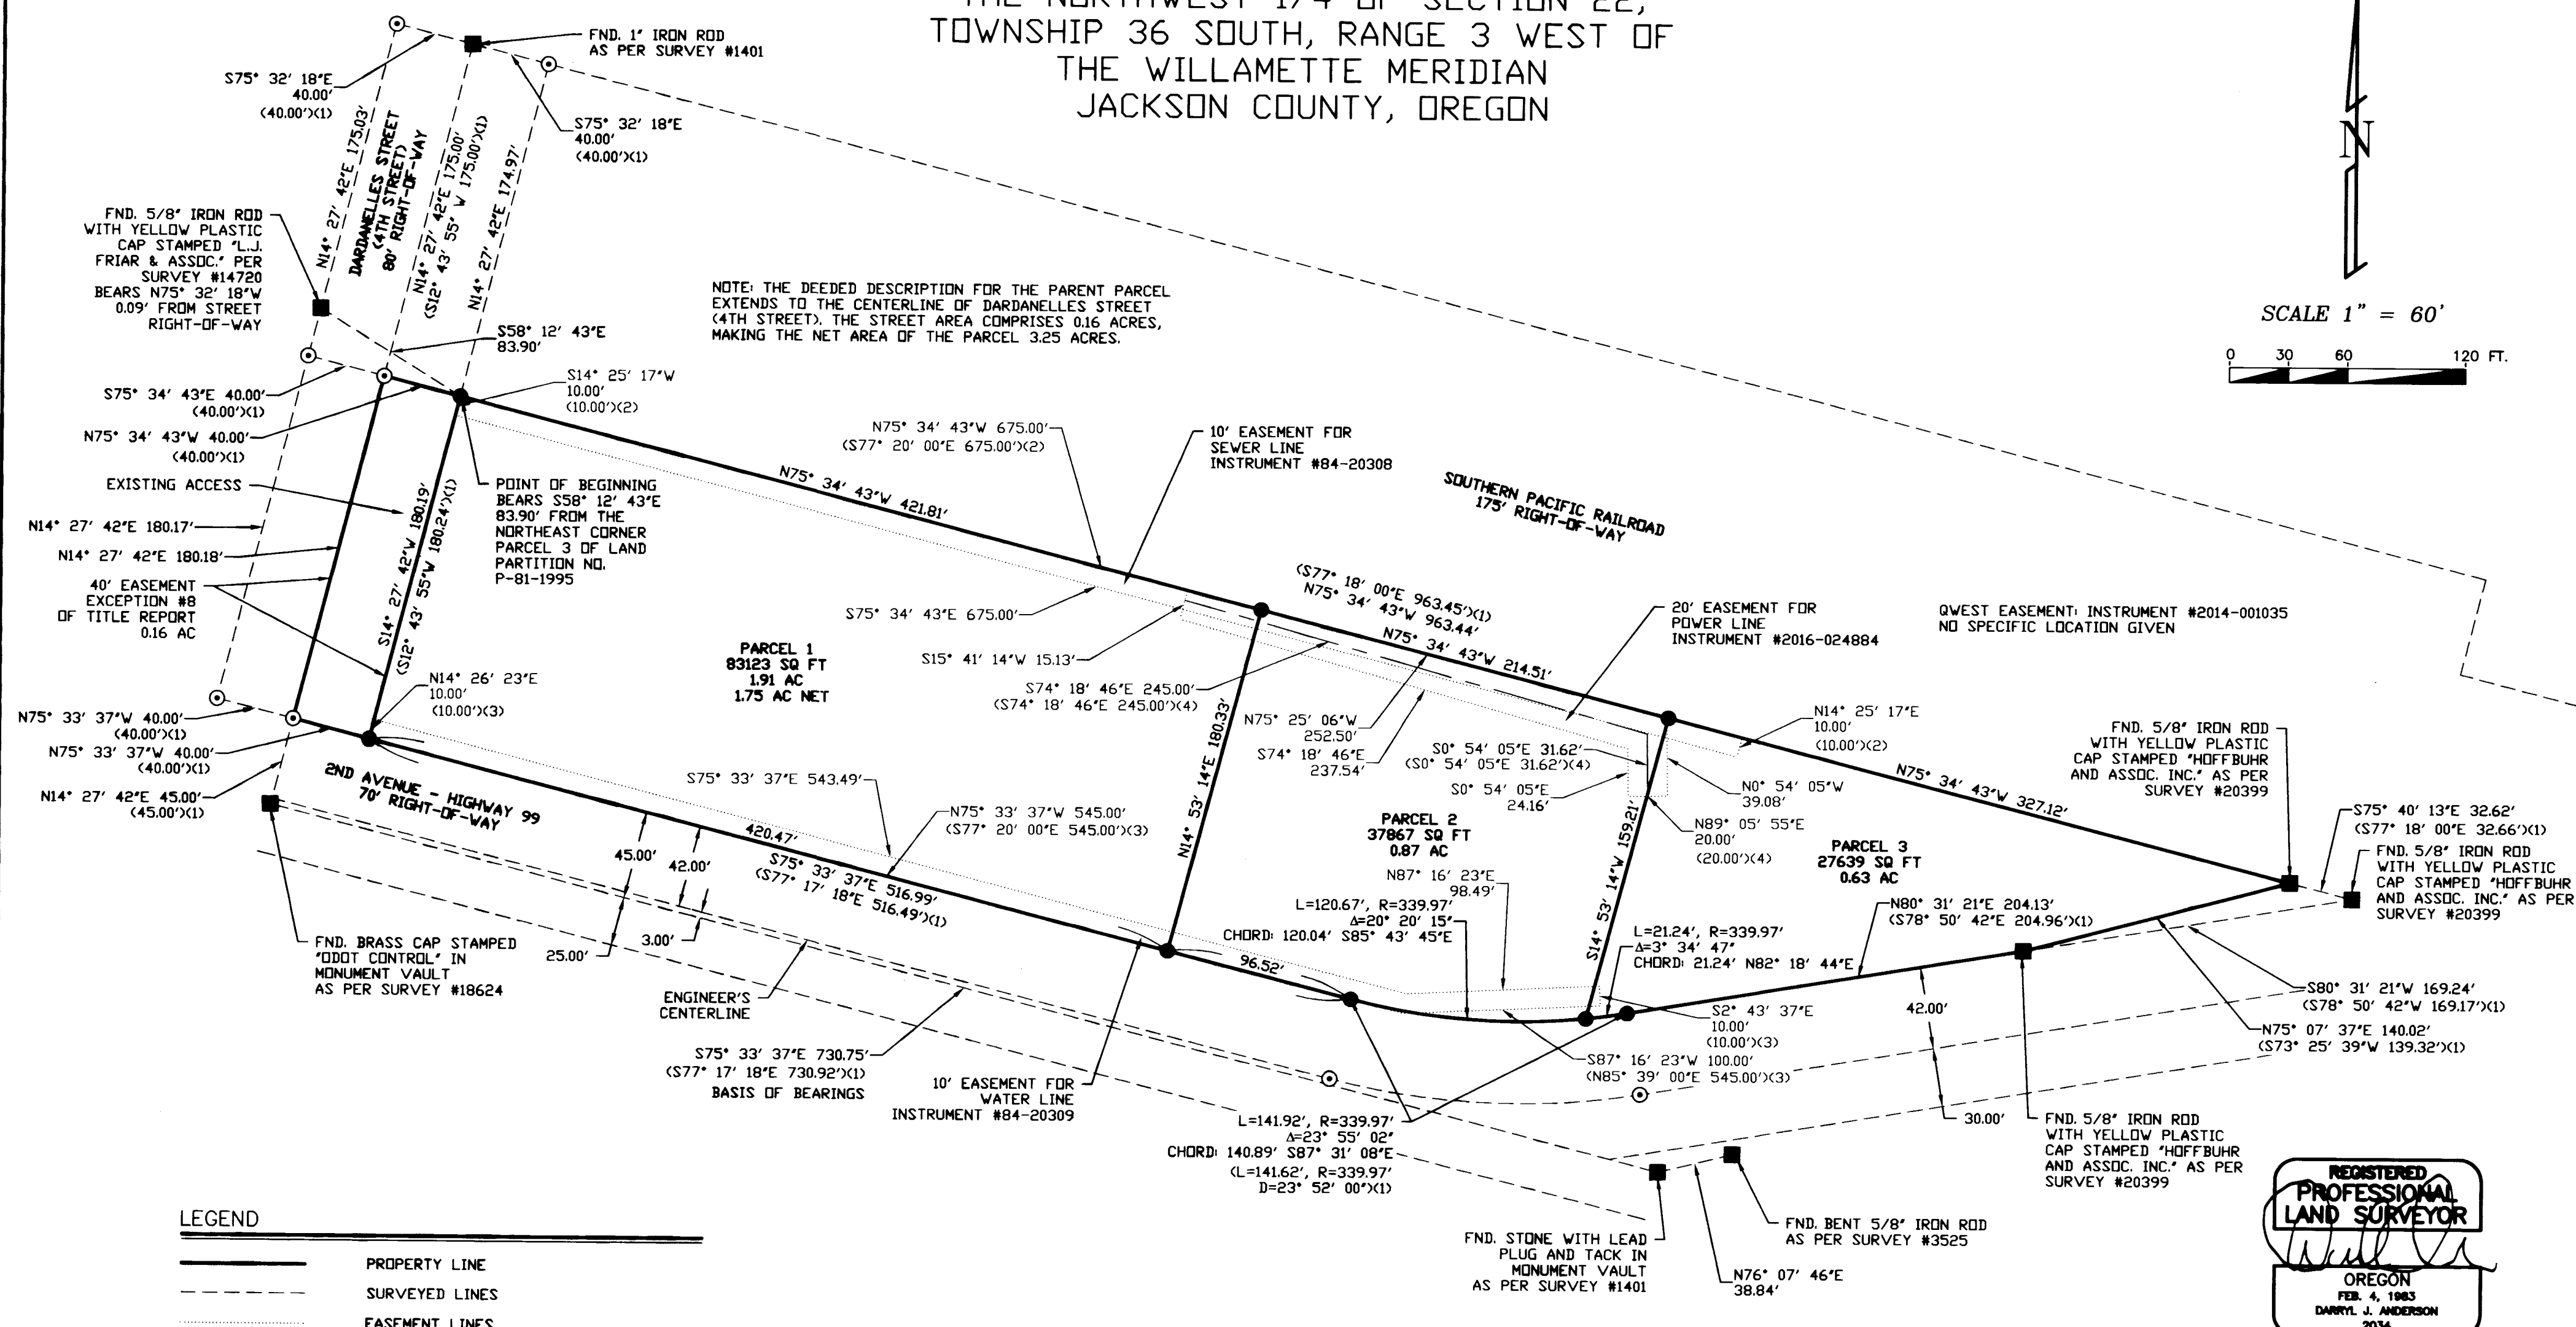 THE NORTHWEST 1/4 OF SECTION 22,
TOWNSHIP 36 SOUTH, RANGE 3 WEST OF
THE WILLAMETTE MERIDIAN
JACKSON COUNTY, OREGON
N
SCALE 1" = 60'
0 30 60 120 FT.
FND. 1" IRON ROD
AS PER SURVEY #1401
S75° 32' 18"E
40.00'
(40.00')(1)
S75° 32' 18"E
40.00'
(40.00')(1)
N14° 27' 42"E 175.03'
DARDANELLES STREET
(4TH STREET)
80' RIGHT-OF-WAY
N14° 27' 42"E 175.00'
(S12° 43' 55" W 175.00')(1)
N14° 27' 42"E 174.97'
FND. 5/8" IRON ROD
WITH YELLOW PLASTIC
CAP STAMPED "L.J.
FRIAR & ASSOC." PER
SURVEY #14720
BEARS N75° 32' 18"W
0.09' FROM STREET
RIGHT-OF-WAY
NOTE: THE DEEDED DESCRIPTION FOR THE PARENT PARCEL
EXTENDS TO THE CENTERLINE OF DARDANELLES STREET
(4TH STREET). THE STREET AREA COMPRISES 0.16 ACRES,
MAKING THE NET AREA OF THE PARCEL 3.25 ACRES.
S58° 12' 43"E
83.90'
S14° 25' 17"W
10.00'
(10.00')(2)
S75° 34' 43"E 40.00'
(40.00')(1)
N75° 34' 43"W 40.00'
(40.00')(1)
EXISTING ACCESS
N14° 27' 42"E 180.17'
N14° 27' 42"E 180.18'
40' EASEMENT
EXCEPTION #8
OF TITLE REPORT
0.16 AC
S14° 27' 42"W 180.19'
(S12° 43' 55"W 180.24')(1)
POINT OF BEGINNING
BEARS S58° 12' 43"E
83.90' FROM THE
NORTHEAST CORNER
PARCEL 3 OF LAND
PARTITION NO.
P-81-1995
N75° 34' 43"W 675.00'
(S77° 20' 00"E 675.00')(2)
N75° 34' 43"W 421.81'
10' EASEMENT FOR
SEWER LINE
INSTRUMENT #84-20308
SOUTHERN PACIFIC RAILROAD
175' RIGHT-OF-WAY
(S77° 18' 00"E 963.45')(1)
N75° 34' 43"W 963.44'
N75° 34' 43"W 214.51'
20' EASEMENT FOR
POWER LINE
INSTRUMENT #2016-024884
QWEST EASEMENT: INSTRUMENT #2014-001035
NO SPECIFIC LOCATION GIVEN
S75° 34' 43"E 675.00'
S15° 41' 14"W 15.13'
S74° 18' 46"E 245.00'
(S74° 18' 46"E 245.00')(4)
N75° 25' 06"W
252.50'
S74° 18' 46"E
237.54'
S0° 54' 05"E 31.62'
(S0° 54' 05"E 31.62')(4)
S0° 54' 05"E
24.16'
N14° 25' 17"E
10.00'
(10.00')(2)
N0° 54' 05"W
39.08'
N89° 05' 55"E
20.00'
(20.00')(4)
PARCEL 1
83123 SQ FT
1.91 AC
1.75 AC NET
N14° 26' 23"E
10.00'
(10.00')(3)
N75° 33' 37"W 40.00'
(40.00')(1)
N75° 33' 37"W 40.00'
(40.00')(1)
N14° 27' 42"E 45.00'
(45.00')(1)
2ND AVENUE - HIGHWAY 99
70' RIGHT-OF-WAY
S75° 33' 37"E 543.49'
N75° 33' 37"W 545.00'
(S77° 20' 00"E 545.00')(3)
420.47'
S75° 33' 37"E 516.99'
(S77° 17' 18"E 516.49')(1)
45.00'
42.00'
3.00'
25.00'
N14° 53' 14"E 180.33'
PARCEL 2
37867 SQ FT
0.87 AC
S14° 53' 14"W 159.21'
PARCEL 3
27639 SQ FT
0.63 AC
N75° 34' 43"W 327.12'
FND. 5/8" IRON ROD
WITH YELLOW PLASTIC
CAP STAMPED "HOFFBUHR
AND ASSOC. INC." AS PER
SURVEY #20399
S75° 40' 13"E 32.62'
(S77° 18' 00"E 32.66')(1)
FND. 5/8" IRON ROD
WITH YELLOW PLASTIC
CAP STAMPED "HOFFBUHR
AND ASSOC. INC." AS PER
SURVEY #20399
N87° 16' 23"E
98.49'
L=120.67', R=339.97'
Δ=20° 20' 15"
CHORD: 120.04' S85° 43' 45"E
L=21.24', R=339.97'
Δ=3° 34' 47"
CHORD: 21.24' N82° 18' 44"E
N80° 31' 21"E 204.13'
(S78° 50' 42"E 204.96')(1)
96.52'
S2° 43' 37"E
10.00'
(10.00')(3)
S87° 16' 23"W 100.00'
(N85° 39' 00"E 545.00')(3)
42.00'
30.00'
S80° 31' 21"W 169.24'
(S78° 50' 42"W 169.17')(1)
N75° 07' 37"E 140.02'
(S73° 25' 39"W 139.32')(1)
FND. BRASS CAP STAMPED
"ODOT CONTROL" IN
MONUMENT VAULT
AS PER SURVEY #18624
ENGINEER'S
CENTERLINE
S75° 33' 37"E 730.75'
(S77° 17' 18"E 730.92')(1)
BASIS OF BEARINGS
10' EASEMENT FOR
WATER LINE
INSTRUMENT #84-20309
L=141.92', R=339.97'
Δ=23° 55' 02"
CHORD: 140.89' S87° 31' 08"E
(L=141.62', R=339.97'
D=23° 52' 00")(1)
FND. 5/8" IRON ROD
WITH YELLOW PLASTIC
CAP STAMPED "HOFFBUHR
AND ASSOC. INC." AS PER
SURVEY #20399
FND. STONE WITH LEAD
PLUG AND TACK IN
MONUMENT VAULT
AS PER SURVEY #1401
FND. BENT 5/8" IRON ROD
AS PER SURVEY #3525
N76° 07' 46"E
38.84'
LEGEND
PROPERTY LINE
SURVEYED LINES
EASEMENT LINES
REGISTERED
PROFESSIONAL
LAND SURVEYOR
OREGON
FEB. 4, 1983
DARRYL J. ANDERSON
2034